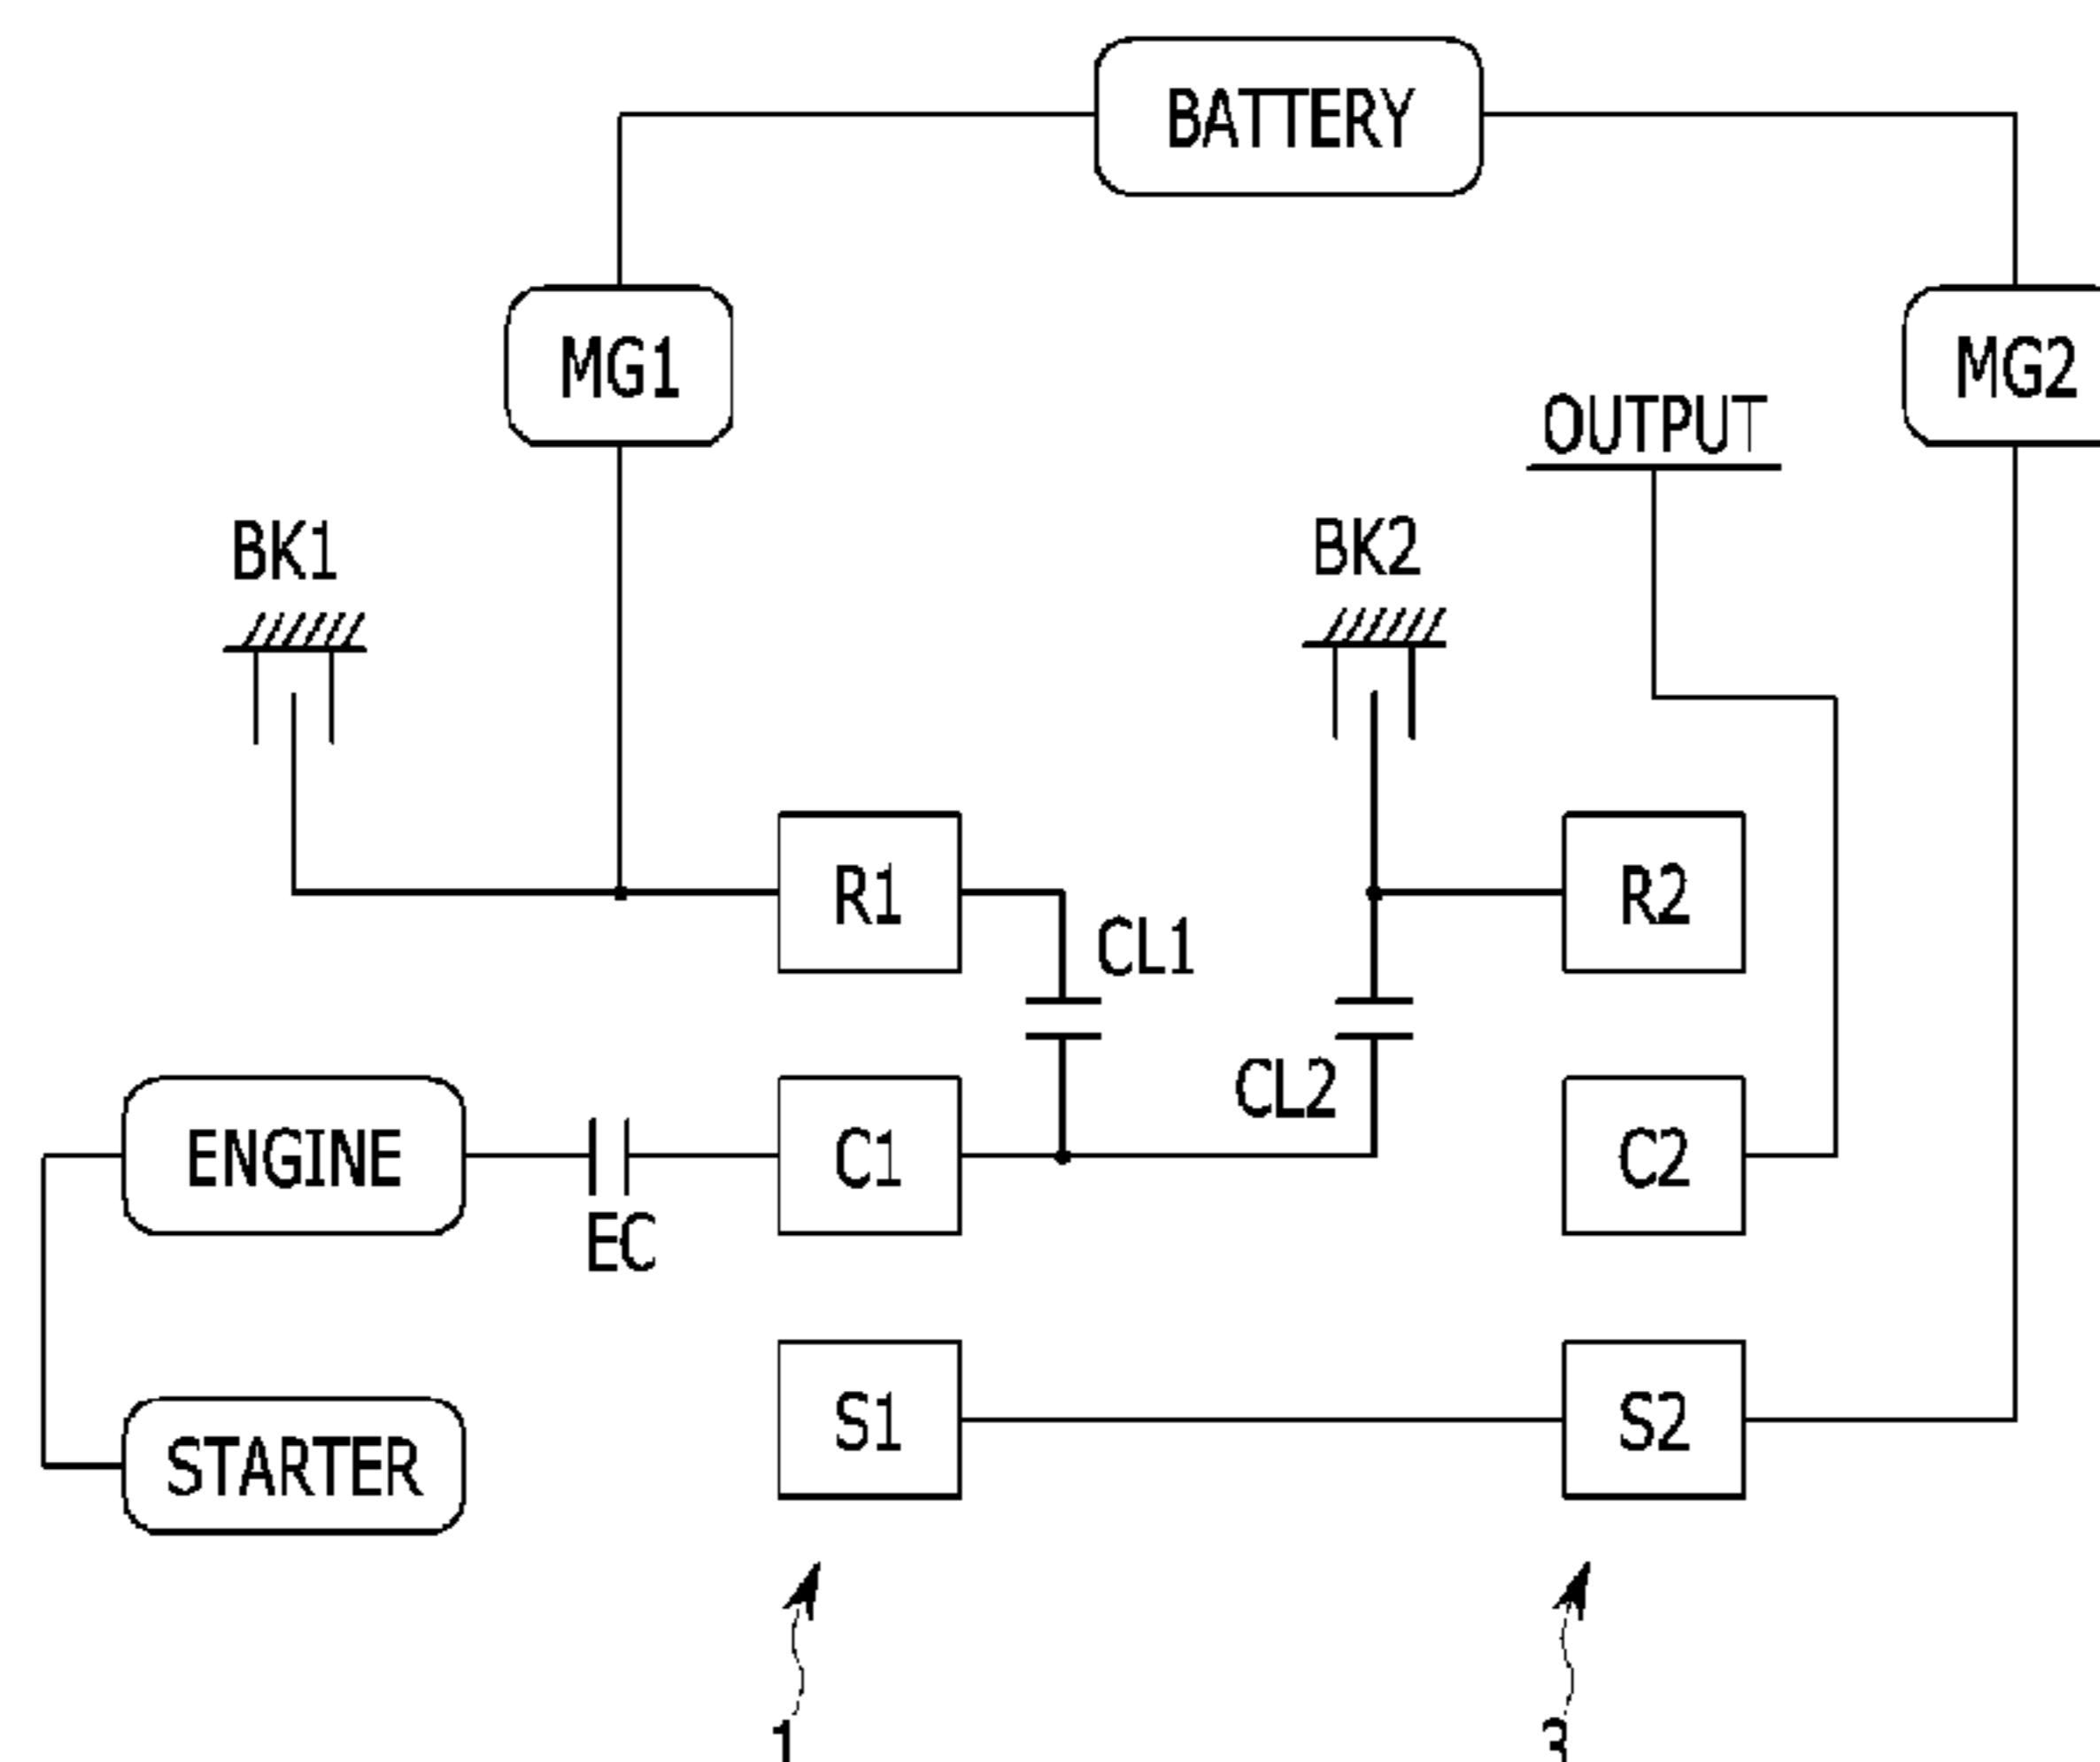 BATTERY
MG1
MG2
OUTPUT
BK1
BK2
R1
R2
CL1
CL2
ENGINE
C1
C2
EC
S1
S2
STARTER
1
3